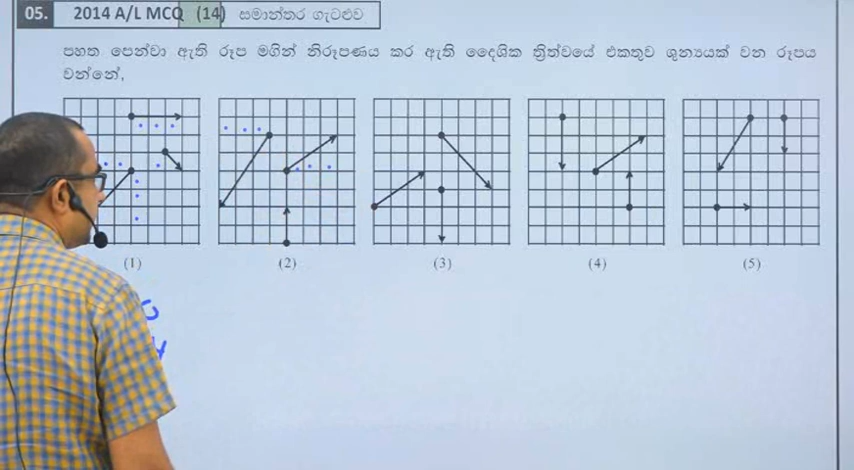 05. 2014 A/L MCQ (14) සමාන්තර ගැටළුව
පහත පෙන්වා ඇති රූප මගින් නිරූපණය කර ඇති දෛශික ත්‍රිත්වයේ එකතුව ශුන්‍යයක් වන රූපය
වන්නේ,
(1) (2) (3) (4) (5)